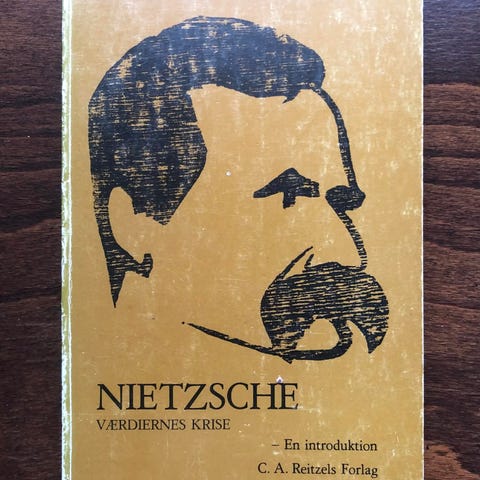 NIETZSCHE
VÆRDIERNES KRISE
– En introduktion
C. A. Reitzels Forlag